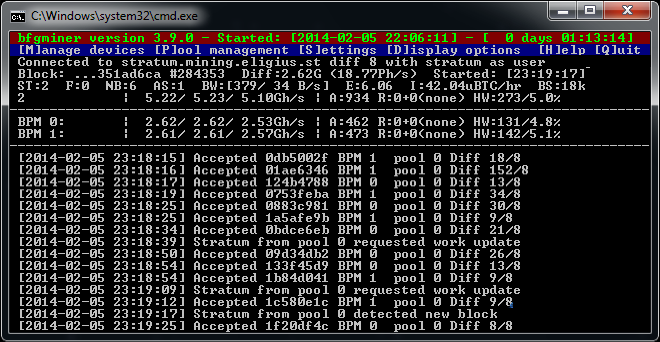 C:\Windows\system32\cmd.exe
bfgminer version 3.9.0 - Started: [2014-02-05 22:06:11] - [  0 days 01:13:14]
[M]anage devices [P]ool management [S]ettings [D]isplay options  [H]elp [Q]uit
Connected to stratum.mining.eligius.st diff 8 with stratum as user
Block: ...351ad6ca #284353  Diff:2.62G (18.77Ph/s)  Started: [23:19:17]
ST:2  F:0  NB:6  AS:1  BW:[379/ 34 B/s]  E:6.06  I:42.04uBTC/hr  BS:18k
2            | 5.22/ 5.23/ 5.10Gh/s | A:934 R:0+0(none) HW:273/5.0%
BPM 0:       | 2.62/ 2.62/ 2.53Gh/s | A:462 R:0+0(none) HW:131/4.8%
BPM 1:       | 2.61/ 2.61/ 2.57Gh/s | A:473 R:0+0(none) HW:142/5.1%
[2014-02-05 23:18:15] Accepted 0db5002f BPM 1  pool 0 Diff 18/8
[2014-02-05 23:18:16] Accepted 01ae6346 BPM 1  pool 0 Diff 152/8
[2014-02-05 23:18:17] Accepted 124b4788 BPM 0  pool 0 Diff 13/8
[2014-02-05 23:18:19] Accepted 0753feba BPM 1  pool 0 Diff 34/8
[2014-02-05 23:18:25] Accepted 0883c981 BPM 0  pool 0 Diff 30/8
[2014-02-05 23:18:25] Accepted 1a5afe9b BPM 1  pool 0 Diff 9/8
[2014-02-05 23:18:34] Accepted 0bdce6eb BPM 0  pool 0 Diff 21/8
[2014-02-05 23:18:39] Stratum from pool 0 requested work update
[2014-02-05 23:18:50] Accepted 09d34db2 BPM 0  pool 0 Diff 26/8
[2014-02-05 23:18:54] Accepted 133f45d9 BPM 0  pool 0 Diff 13/8
[2014-02-05 23:18:54] Accepted 1b84d041 BPM 1  pool 0 Diff 9/8
[2014-02-05 23:19:09] Stratum from pool 0 requested work update
[2014-02-05 23:19:12] Accepted 1c580e1c BPM 1  pool 0 Diff 9/8
[2014-02-05 23:19:17] Stratum from pool 0 detected new block
[2014-02-05 23:19:25] Accepted 1f20df4c BPM 0  pool 0 Diff 8/8